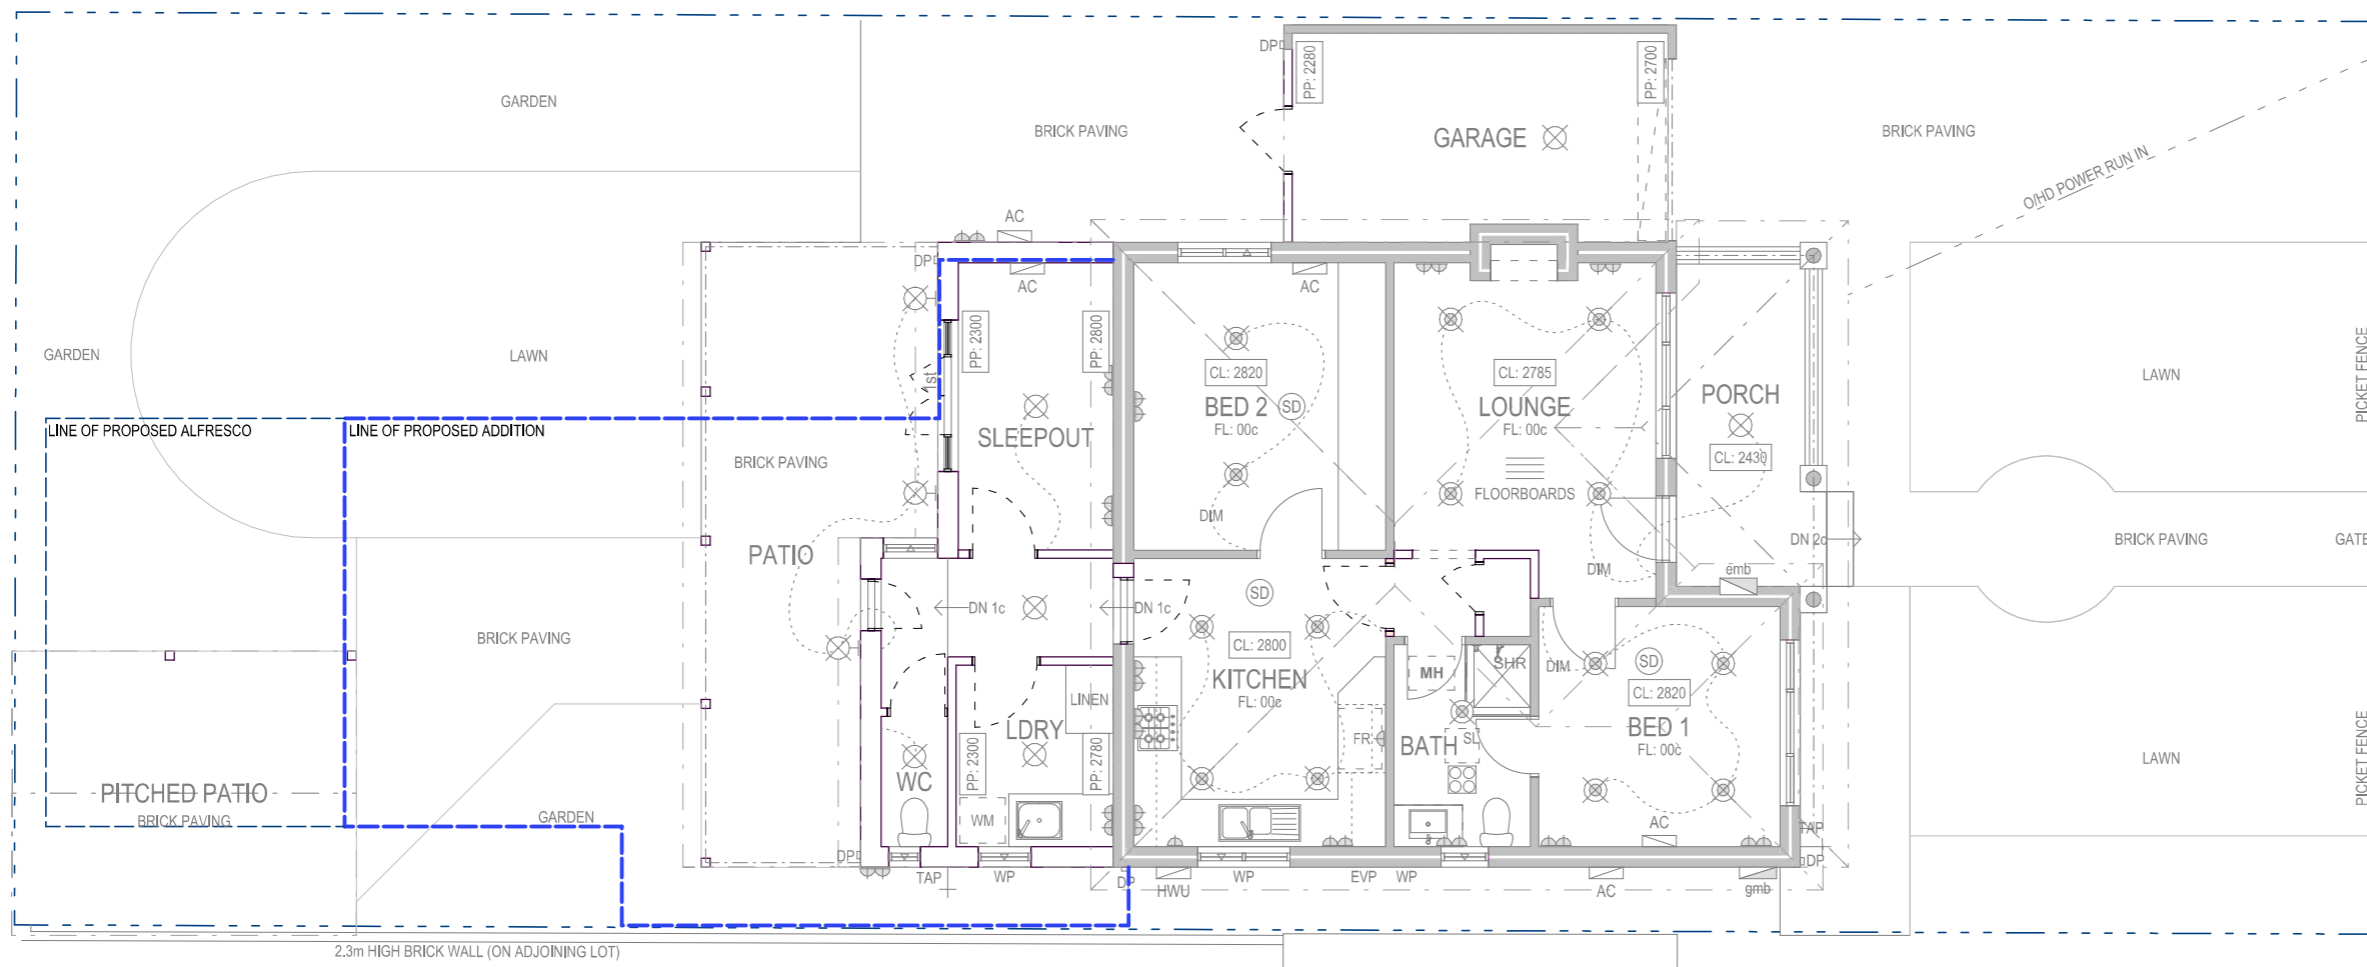 DP
PP: 2280
PP: 2700
GARDEN
BRICK PAVING
GARAGE
BRICK PAVING
O/HD POWER RUN IN
AC
DP
AC
AC
PP: 2300
PP: 2800
GARDEN
LAWN
1st
CL: 2820
CL: 2785
LAWN
PICKET FENCE
PORCH
BED 2
SD
LOUNGE
FL: 00c
FL: 00c
LINE OF PROPOSED ALFRESCO
LINE OF PROPOSED ADDITION
SLEEPOUT
BRICK PAVING
CL: 2430
FLOORBOARDS
DIM
PATIO
DN 2c
BRICK PAVING
GATE
DIM
emb
SD
DN 1c
DN 1c
BRICK PAVING
CL: 2800
SHR
DIM
SD
MH
KITCHEN
FL: 00c
LINEN
CL: 2820
LDRY
BED 1
FL: 00c
FR
BATH
SL
PP: 2300
PP: 2780
WC
LAWN
PICKET FENCE
PITCHED PATIO
BRICK PAVING
GARDEN
WM
AC
TAP
DP
DP
TAP
WP
DP
HWU
WP
EVP
WP
AC
gmb
2.3m HIGH BRICK WALL (ON ADJOINING LOT)